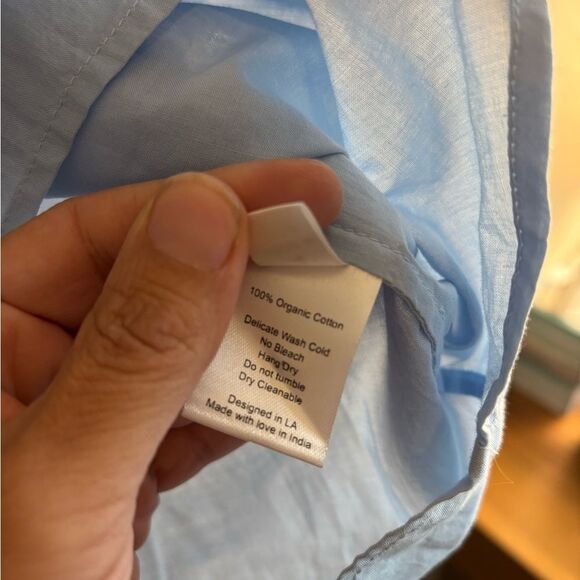 100% Organic Cotton
Delicate Wash Cold
No Bleach
Hang Dry
Do not tumble
Dry Cleanable
Designed in LA
Made with love in India